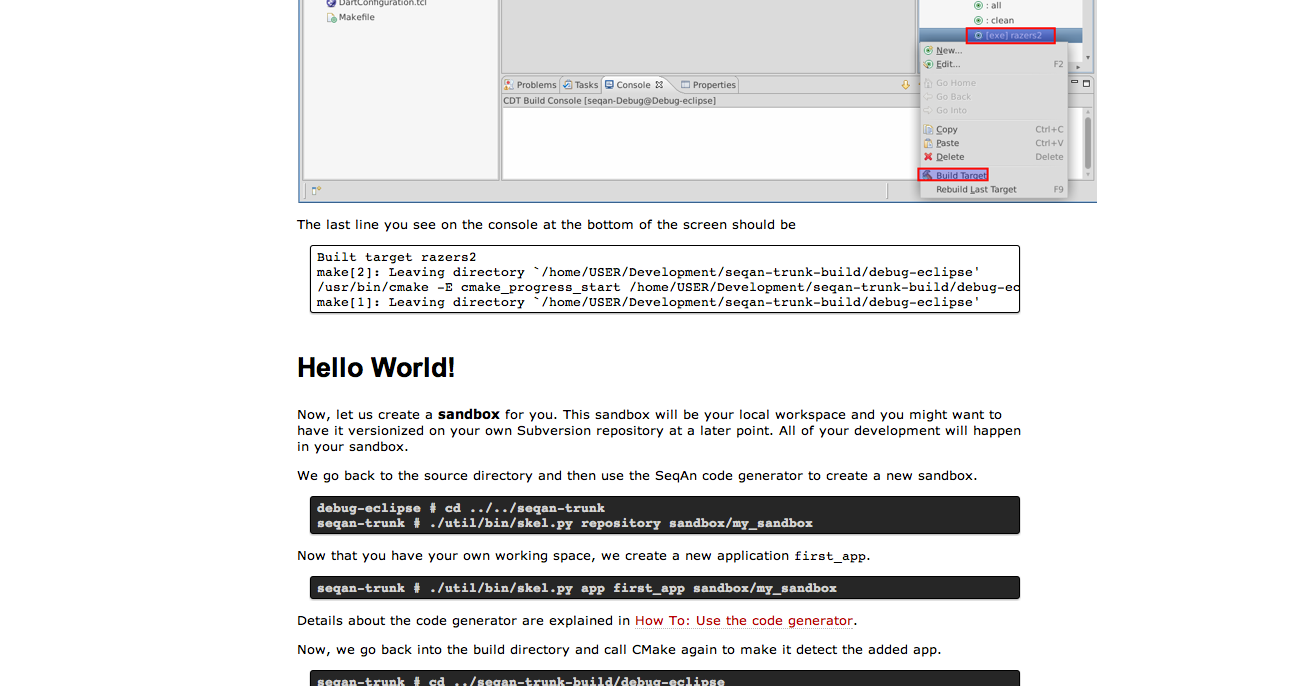 DartConfiguration.tcl
Makefile
: all
: clean
[exe] razers2
New...
Edit... F2
Go Home
Go Back
Go Into
Copy Ctrl+C
Paste Ctrl+V
Delete Delete
Build Target
Rebuild Last Target F9
Problems Tasks Console Properties
CDT Build Console [seqan-Debug@Debug-eclipse]
The last line you see on the console at the bottom of the screen should be
Built target razers2
make[2]: Leaving directory `/home/USER/Development/seqan-trunk-build/debug-eclipse'
/usr/bin/cmake -E cmake_progress_start /home/USER/Development/seqan-trunk-build/debug-ec
make[1]: Leaving directory `/home/USER/Development/seqan-trunk-build/debug-eclipse'
Hello World!
Now, let us create a sandbox for you. This sandbox will be your local workspace and you might want to
have it versionized on your own Subversion repository at a later point. All of your development will happen
in your sandbox.
We go back to the source directory and then use the SeqAn code generator to create a new sandbox.
debug-eclipse # cd ../../seqan-trunk
seqan-trunk # ./util/bin/skel.py repository sandbox/my_sandbox
Now that you have your own working space, we create a new application first_app.
seqan-trunk # ./util/bin/skel.py app first_app sandbox/my_sandbox
Details about the code generator are explained in How To: Use the code generator.
Now, we go back into the build directory and call CMake again to make it detect the added app.
seqan-trunk # cd ../seqan-trunk-build/debug-eclipse